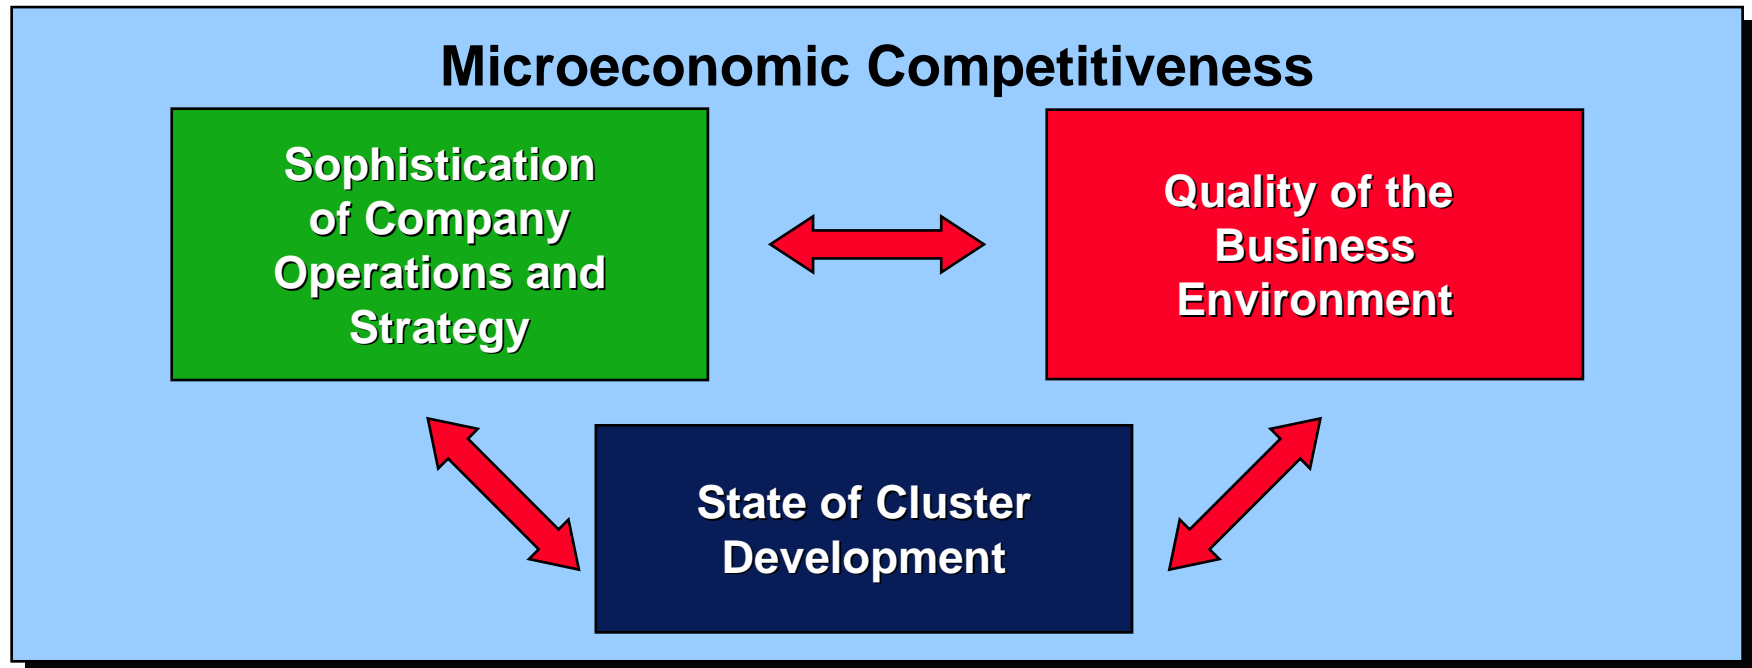 Microeconomic Competitiveness
Sophistication
of Company
Operations and
Strategy
Quality of the
Business
Environment
State of Cluster
Development